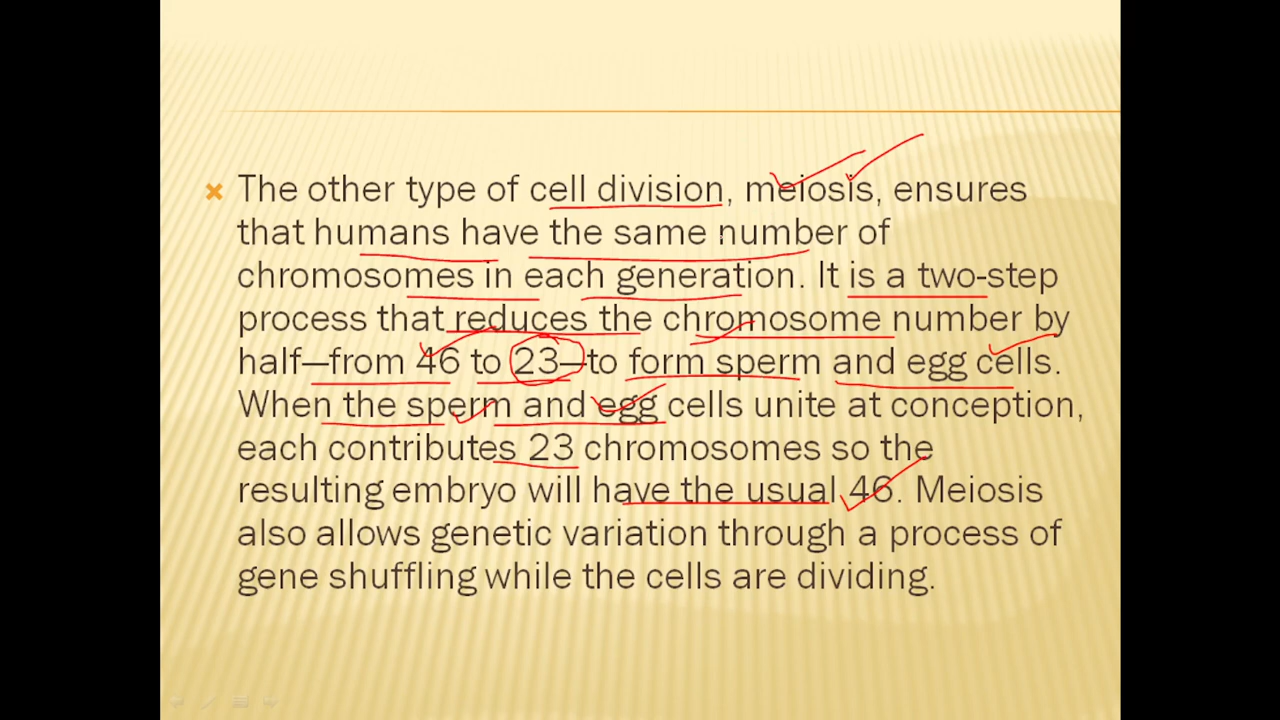 The other type of cell division, meiosis, ensures
that humans have the same number of
chromosomes in each generation. It is a two-step
process that reduces the chromosome number by
half—from 46 to 23—to form sperm and egg cells.
When the sperm and egg cells unite at conception,
each contributes 23 chromosomes so the
resulting embryo will have the usual 46. Meiosis
also allows genetic variation through a process of
gene shuffling while the cells are dividing.